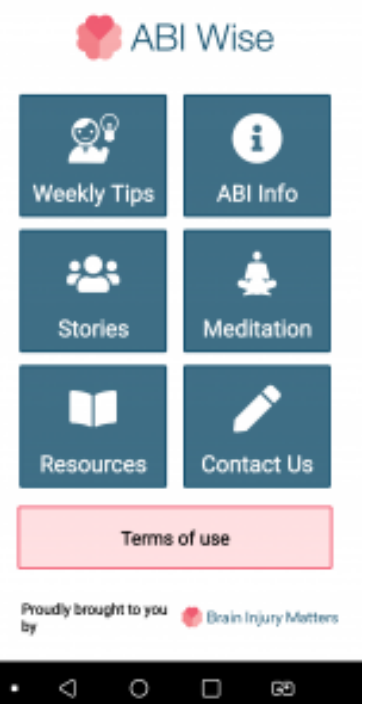 ABI Wise
Weekly Tips
ABI Info
Stories
Meditation
Resources
Contact Us
Terms of use
Proudly brought to you
by
Brain Injury Matters